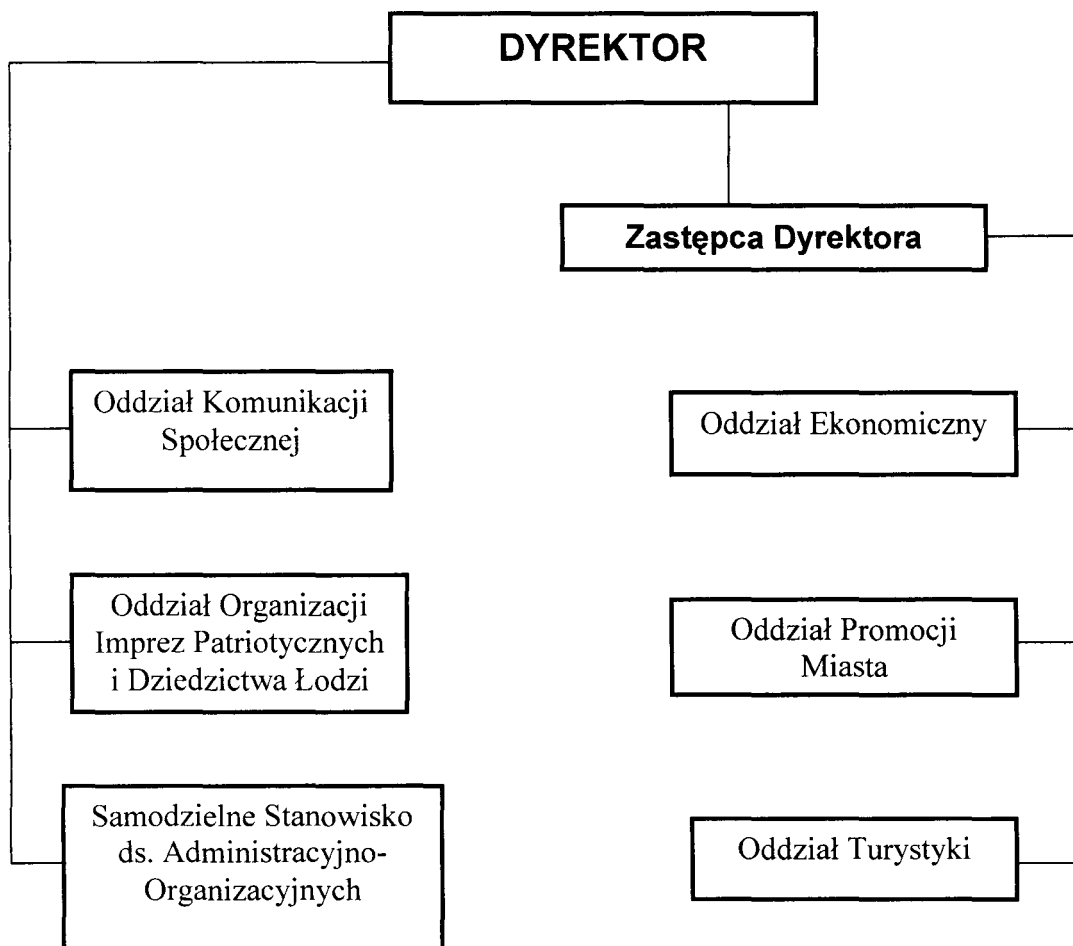 DYREKTOR
Zastępca Dyrektora
Oddział Komunikacji
Społecznej
Oddział Ekonomiczny
Oddział Organizacji
Imprez Patriotycznych
i Dziedzictwa Łodzi
Oddział Promocji
Miasta
Samodzielne Stanowisko
ds. Administracyjno-
Organizacyjnych
Oddział Turystyki